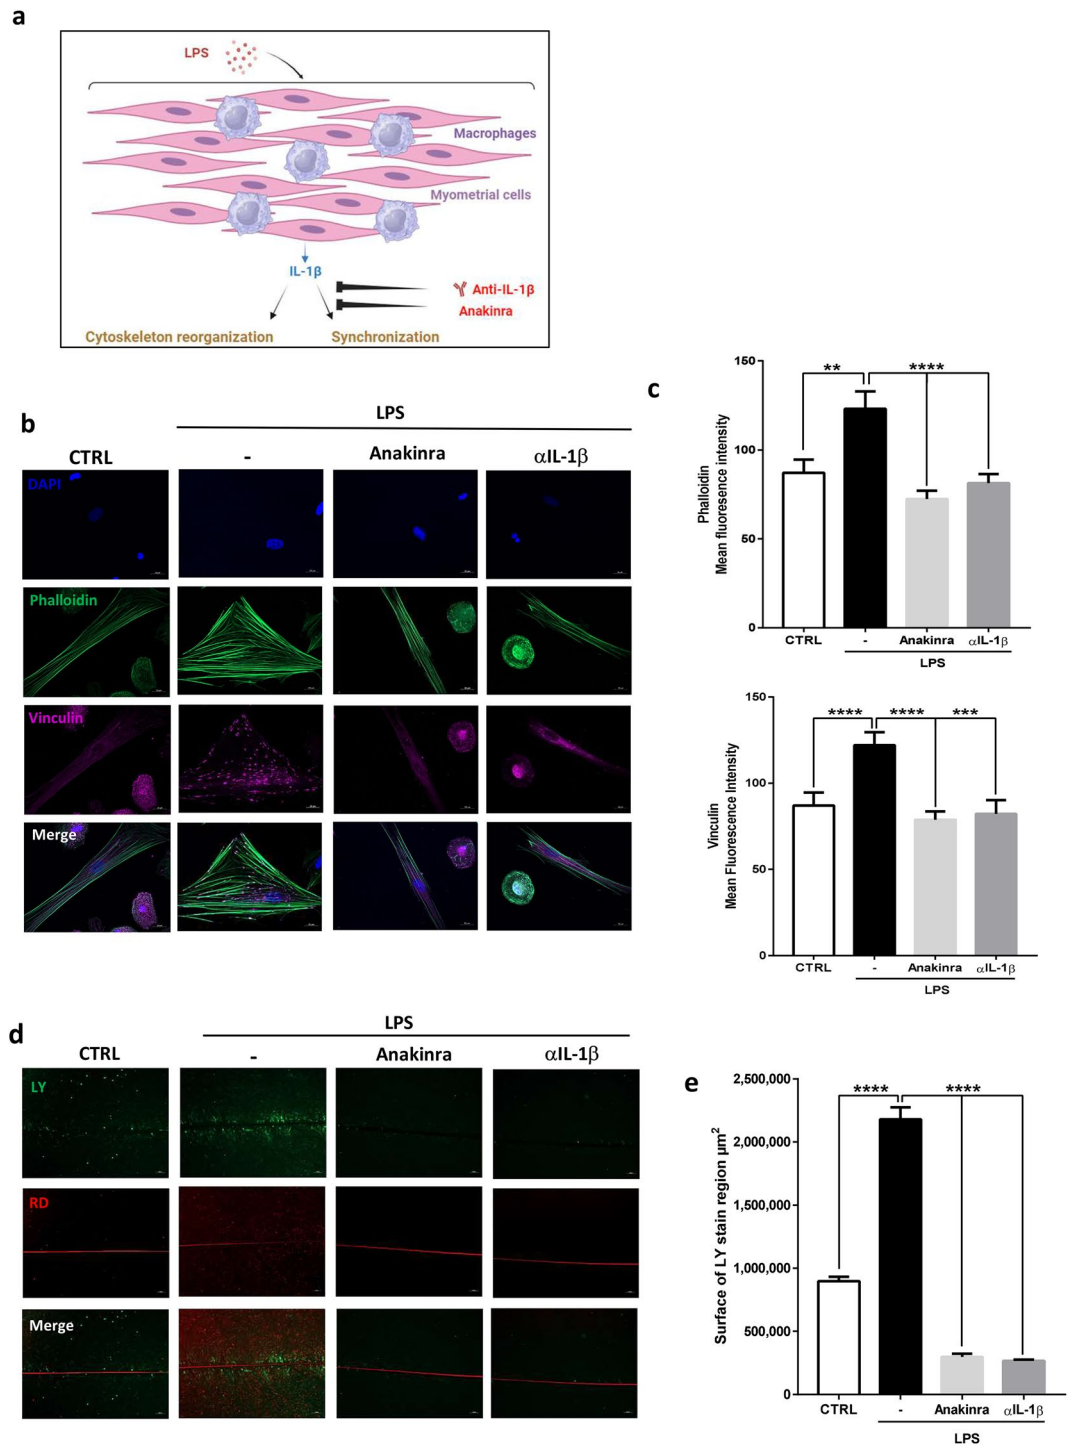 a
LPS
Macrophages
Myometrial cells
IL-1β
Anti-IL-1β
Anakinra
Cytoskeleton reorganization
Synchronization
b
LPS
CTRL
-
Anakinra
αIL-1β
DAPI
Phalloidin
Vinculin
Merge
c
Phalloidin
Mean fluoresence intensity
150
100
50
0
**
****
CTRL
-
Anakinra
αIL-1β
LPS
Vinculin
Mean Fluorescence Intensity
150
100
50
0
****
****
***
CTRL
-
Anakinra
αIL-1β
LPS
d
LPS
CTRL
-
Anakinra
αIL-1β
LY
RD
Merge
e
Surface of LY stain region µm²
2,500,000
2,000,000
1,500,000
1,000,000
500,000
0
****
****
CTRL
-
Anakinra
αIL-1β
LPS